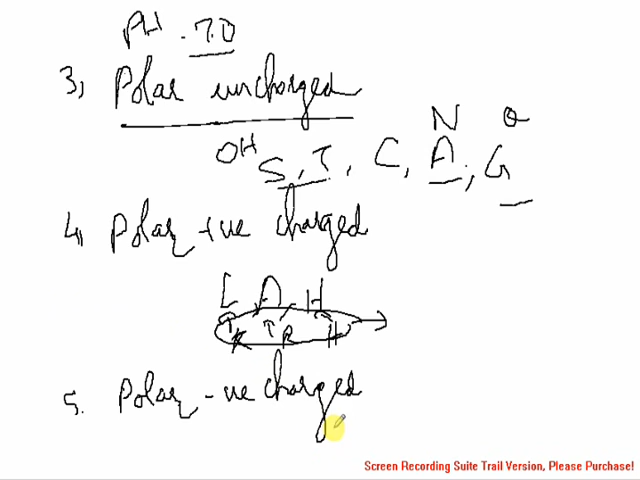 PH - 7.0
3, Polar uncharged
N Q
OH S, T, C, A, G
4, Polar +ve charged
L A H
K R H
5. Polar -ve charged
Screen Recording Suite Trail Version, Please Purchase!